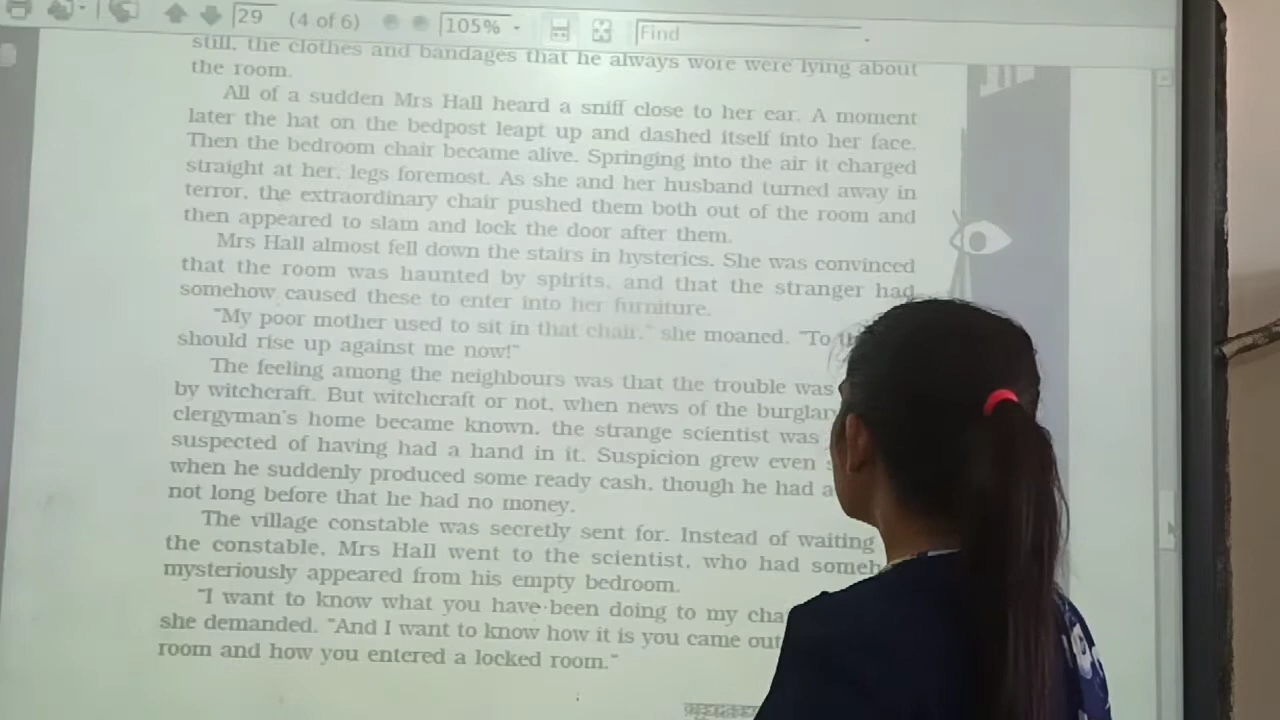 29 (4 of 6) 105% Find
still, the clothes and bandages that he always wore were lying about
the room.
All of a sudden Mrs Hall heard a sniff close to her ear. A moment
later the hat on the bedpost leapt up and dashed itself into her face.
Then the bedroom chair became alive. Springing into the air it charged
straight at her, legs foremost. As she and her husband turned away in
terror, the extraordinary chair pushed them both out of the room and
then appeared to slam and lock the door after them.
Mrs Hall almost fell down the stairs in hysterics. She was convinced
that the room was haunted by spirits, and that the stranger had
somehow caused these to enter into her furniture.
"My poor mother used to sit in that chair," she moaned. "To th
should rise up against me now!"
The feeling among the neighbours was that the trouble was
by witchcraft. But witchcraft or not, when news of the burglar
clergyman's home became known, the strange scientist was
suspected of having had a hand in it. Suspicion grew even s
when he suddenly produced some ready cash, though he had a
not long before that he had no money.
The village constable was secretly sent for. Instead of waiting
the constable, Mrs Hall went to the scientist, who had someh
mysteriously appeared from his empty bedroom.
"I want to know what you have been doing to my cha
she demanded. "And I want to know how it is you came out
room and how you entered a locked room."